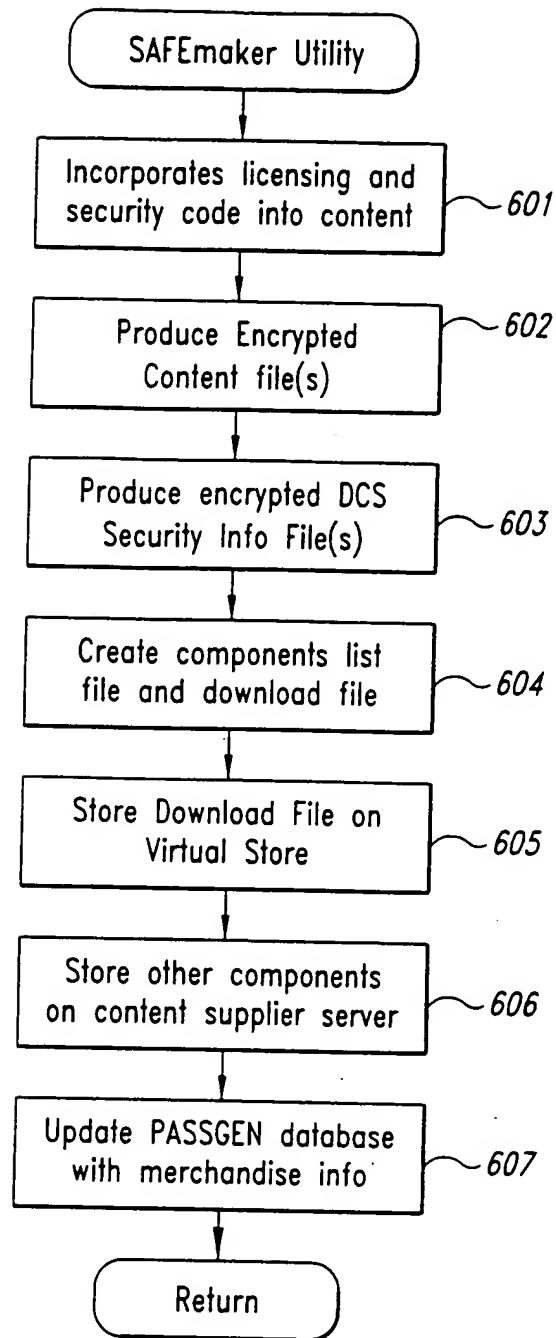 SAFEmaker Utility
Incorporates licensing and
security code into content
601
Produce Encrypted
Content file(s)
602
Produce encrypted DCS
Security Info File(s)
603
Create components list
file and download file
604
Store Download File on
Virtual Store
605
Store other components
on content supplier server
606
Update PASSGEN database
with merchandise info
607
Return